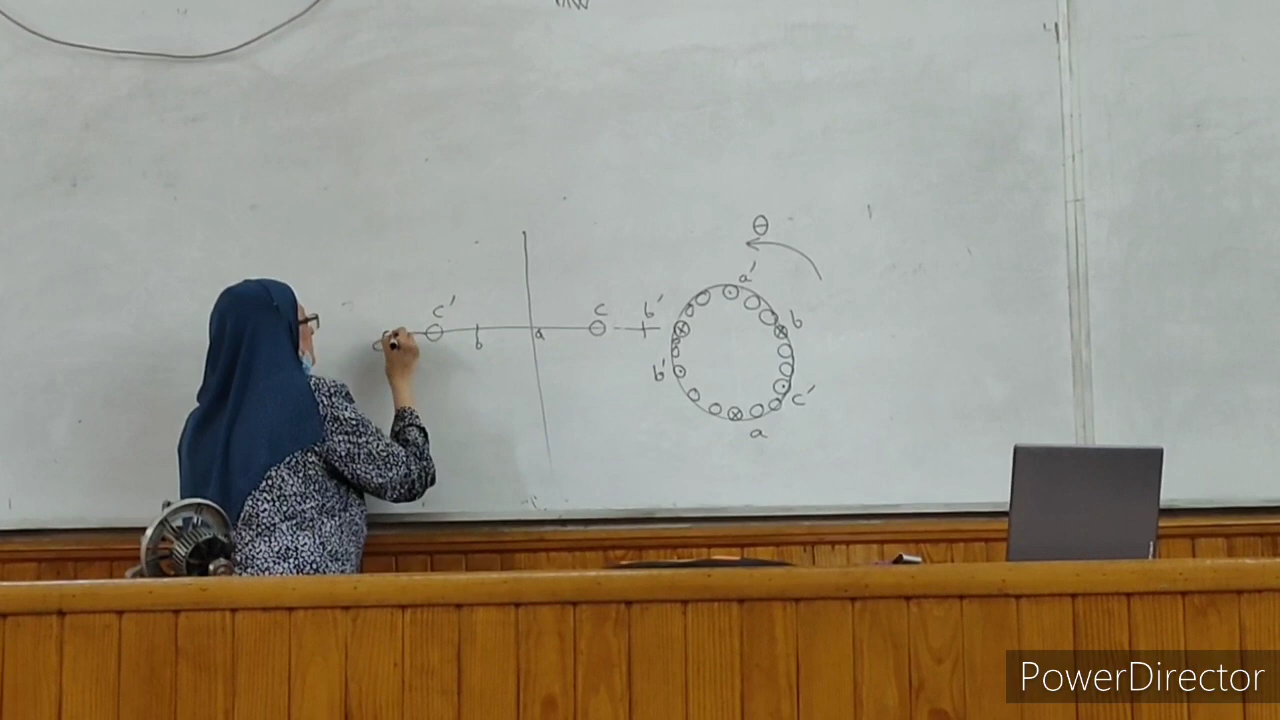 θ
a'
c' c b' b
b a
b'
c'
a
PowerDirector